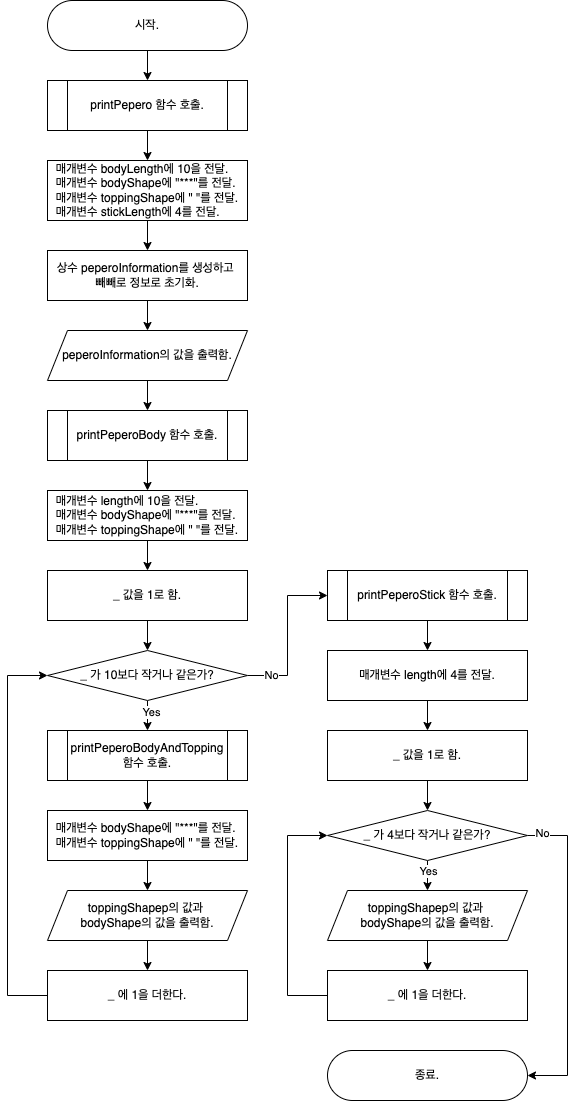 시작.
printPepero 함수 호출.
매개변수 bodyLength에 10을 전달.
매개변수 bodyShape에 "***"를 전달.
매개변수 toppingShape에 " "를 전달.
매개변수 stickLength에 4를 전달.
상수 peperoInformation를 생성하고
빼빼로 정보로 초기화.
peperoInformation의 값을 출력함.
printPeperoBody 함수 호출.
매개변수 length에 10을 전달.
매개변수 bodyShape에 "***"를 전달.
매개변수 toppingShape에 " "를 전달.
_ 값을 1로 함.
_ 가 10보다 작거나 같은가?
No
Yes
printPeperoBodyAndTopping
함수 호출.
매개변수 bodyShape에 "***"를 전달.
매개변수 toppingShape에 " "를 전달.
toppingShapep의 값과
bodyShape의 값을 출력함.
_ 에 1을 더한다.
printPeperoStick 함수 호출.
매개변수 length에 4를 전달.
_ 값을 1로 함.
_ 가 4보다 작거나 같은가?
No
Yes
toppingShapep의 값과
bodyShape의 값을 출력함.
_ 에 1을 더한다.
종료.